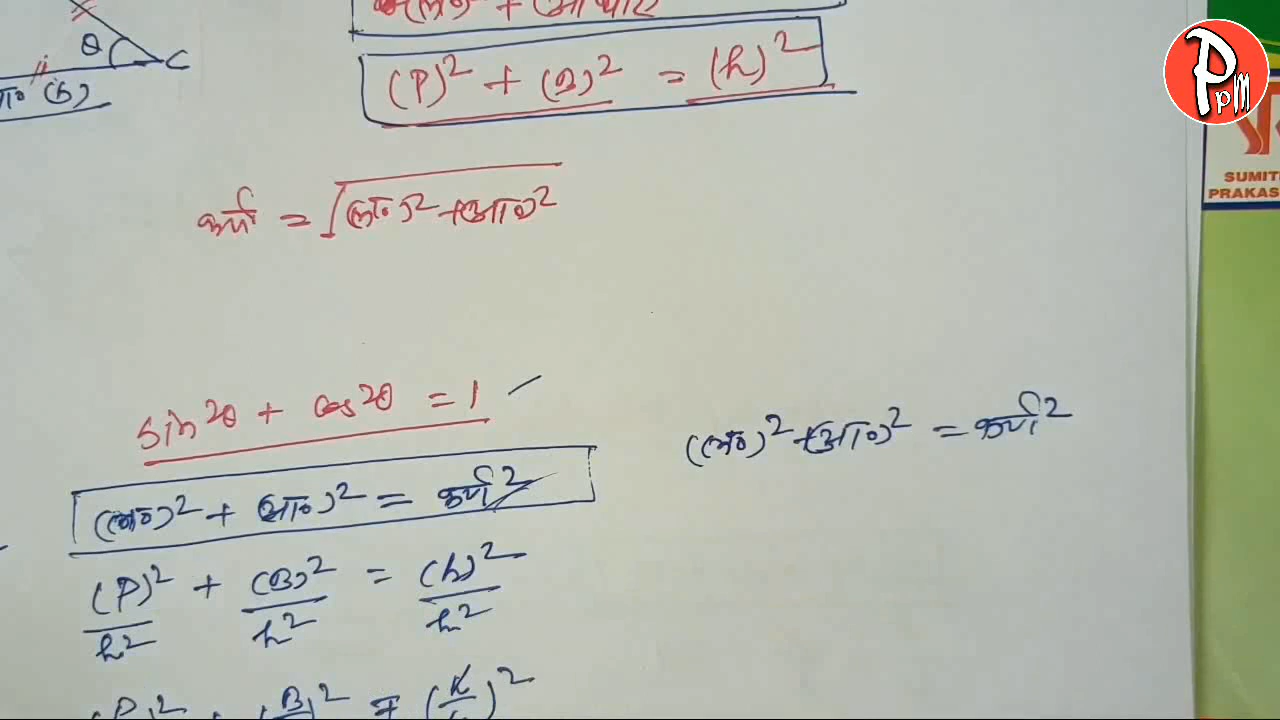 θ C
(P)² + (B)² = (h)²
कर्ण = √(लं०)² + (आ०)²
sin²θ + cos²θ = 1
(लं०)² + (आ०)² = कर्ण²
(लं०)² + (आ०)² = कर्ण²
(P)²/h² + (B)²/h² = (h)²/h²
PpM
SUMIT
PRAKAS